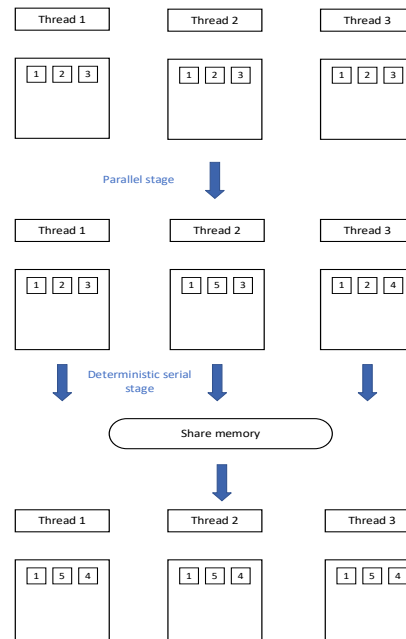 Thread 1 Thread 2 Thread 3
1 2 3 1 2 3 1 2 3
Parallel stage
Thread 1 Thread 2 Thread 3
1 2 3 1 5 3 1 2 4
Deterministic serial
stage
Share memory
Thread 1 Thread 2 Thread 3
1 5 4 1 5 4 1 5 4